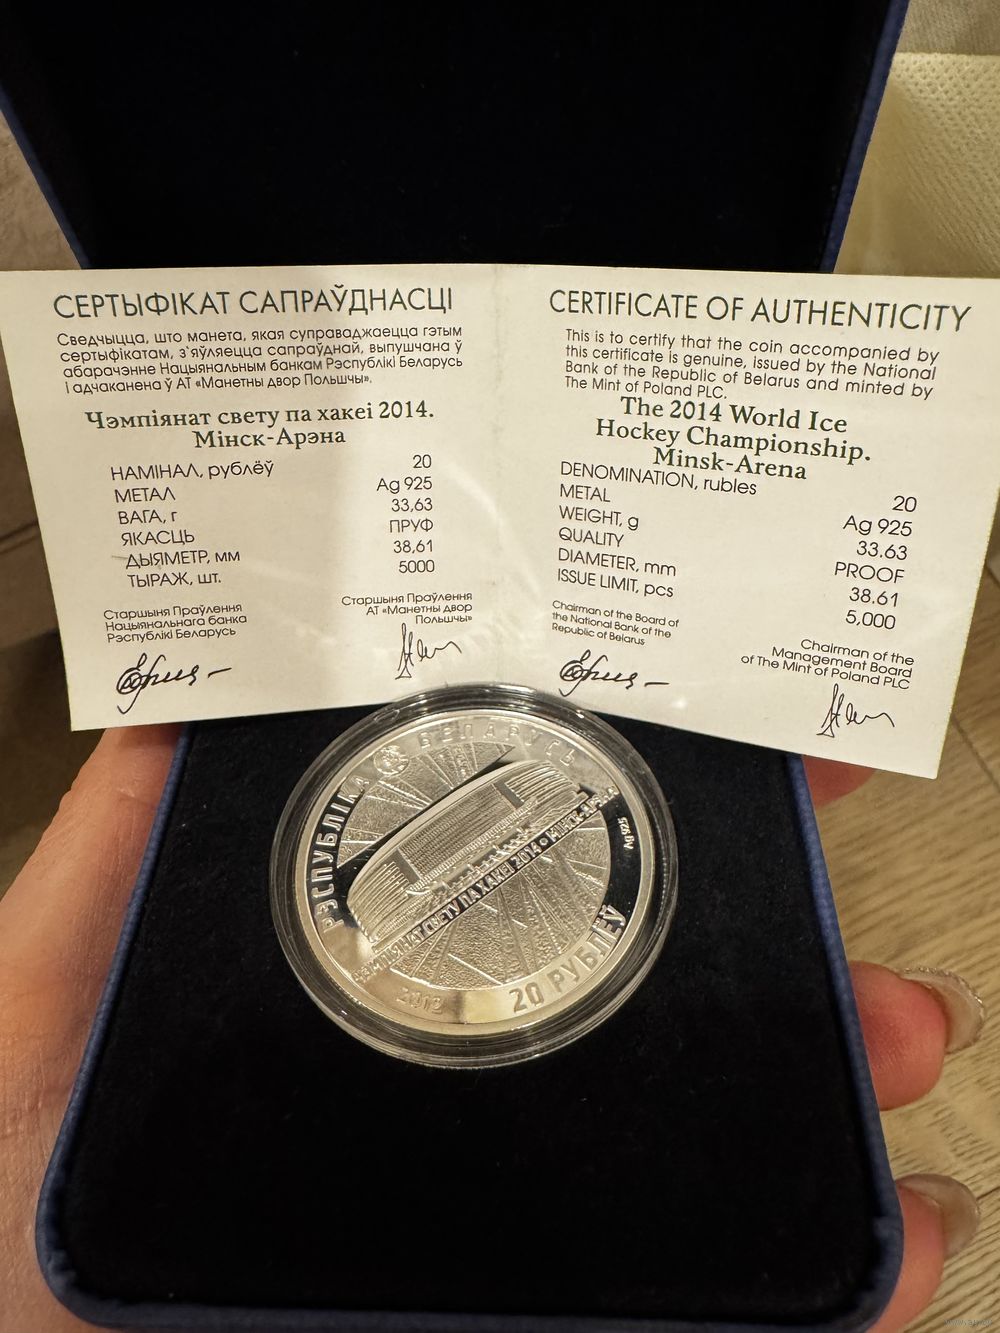 СЕРТЫФІКАТ САПРАЎДНАСЦІ
Сведчыцца, што манета, якая суправаджаецца гэтым
сертыфікатам, з'яўляецца сапраўднай, выпушчана ў
абарачэнне Нацыянальным банкам Рэспублікі Беларусь
і адчаканена ў АТ «Манетны двор Польшчы».
Чэмпіянат свету па хакеі 2014.
Мінск-Арэна
НАМІНАЛ, рублёў 20
МЕТАЛ Ag 925
ВАГА, г 33,63
ЯКАСЦЬ ПРУФ
ДЫЯМЕТР, мм 38,61
ТЫРАЖ, шт. 5000
Старшыня Праўлення
Нацыянальнага банка
Рэспублікі Беларусь
Старшыня Праўлення
АТ «Манетны двор
Польшчы»
CERTIFICATE OF AUTHENTICITY
This is to certify that the coin accompanied by
this certificate is genuine, issued by the National
Bank of the Republic of Belarus and minted by
The Mint of Poland PLC.
The 2014 World Ice
Hockey Championship.
Minsk-Arena
DENOMINATION, rubles 20
METAL Ag 925
WEIGHT, g 33.63
QUALITY PROOF
DIAMETER, mm 38.61
ISSUE LIMIT, pcs 5,000
Chairman of the Board of
the National Bank of the
Republic of Belarus
Chairman of the
Management Board
of The Mint of Poland PLC
РЭСПУБЛІКА БЕЛАРУСЬ
ЧЭМПІЯНАТ СВЕТУ ПА ХАКЕІ 2014 • МІНСК-АРЭНА
Ag 925
2012
20 РУБЛЁЎ